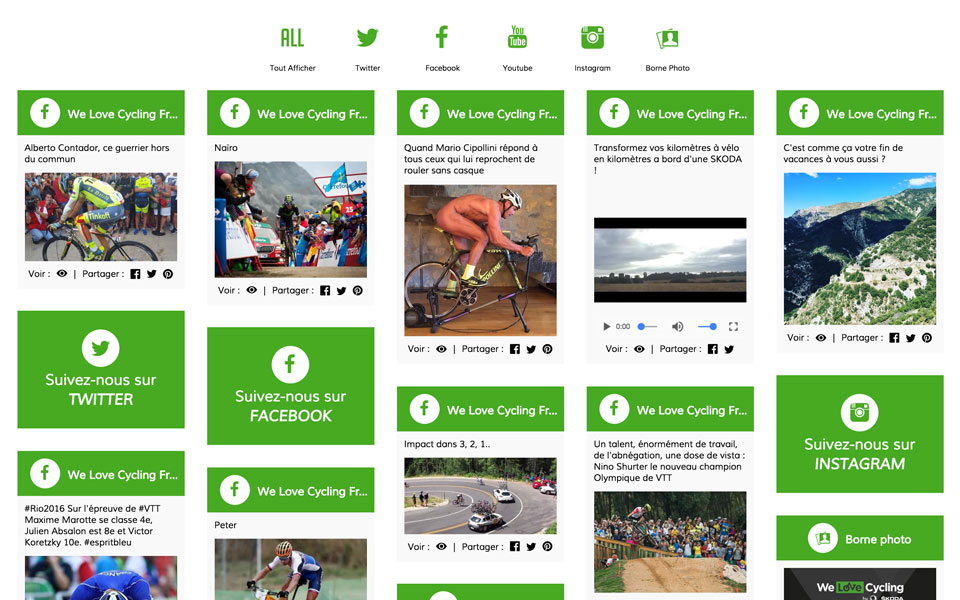 ALL
You
Tube
Tout Afficher
Twitter
Facebook
Youtube
Instagram
Borne Photo
We Love Cycling Fr...
Alberto Contador, ce guerrier hors
du commun
Tinkoff
Voir : | Partager :
Suivez-nous sur
TWITTER
We Love Cycling Fr...
#Rio2016 Sur l'épreuve de #VTT
Maxime Marotte se classe 4e,
Julien Absalon est 8e et Victor
Koretzky 10e. #espritbleu
We Love Cycling Fr...
Nairo
Voir : | Partager :
Suivez-nous sur
FACEBOOK
We Love Cycling Fr...
Peter
We Love Cycling Fr...
Quand Mario Cipollini répond à
tous ceux qui lui reprochent de
rouler sans casque
Voir : | Partager :
We Love Cycling Fr...
Impact dans 3, 2, 1..
Voir : | Partager :
We Love Cycling Fr...
Transformez vos kilomètres à vélo
en kilomètres a bord d'une SKODA
!
0:00
Voir : | Partager :
We Love Cycling Fr...
Un talent, énormément de travail,
de l'abnégation, une dose de vista :
Nino Shurter le nouveau champion
Olympique de VTT
We Love Cycling Fr...
C'est comme ça votre fin de
vacances à vous aussi ?
Voir : | Partager :
Suivez-nous sur
INSTAGRAM
Borne photo
We Love Cycling
by ŠKODA